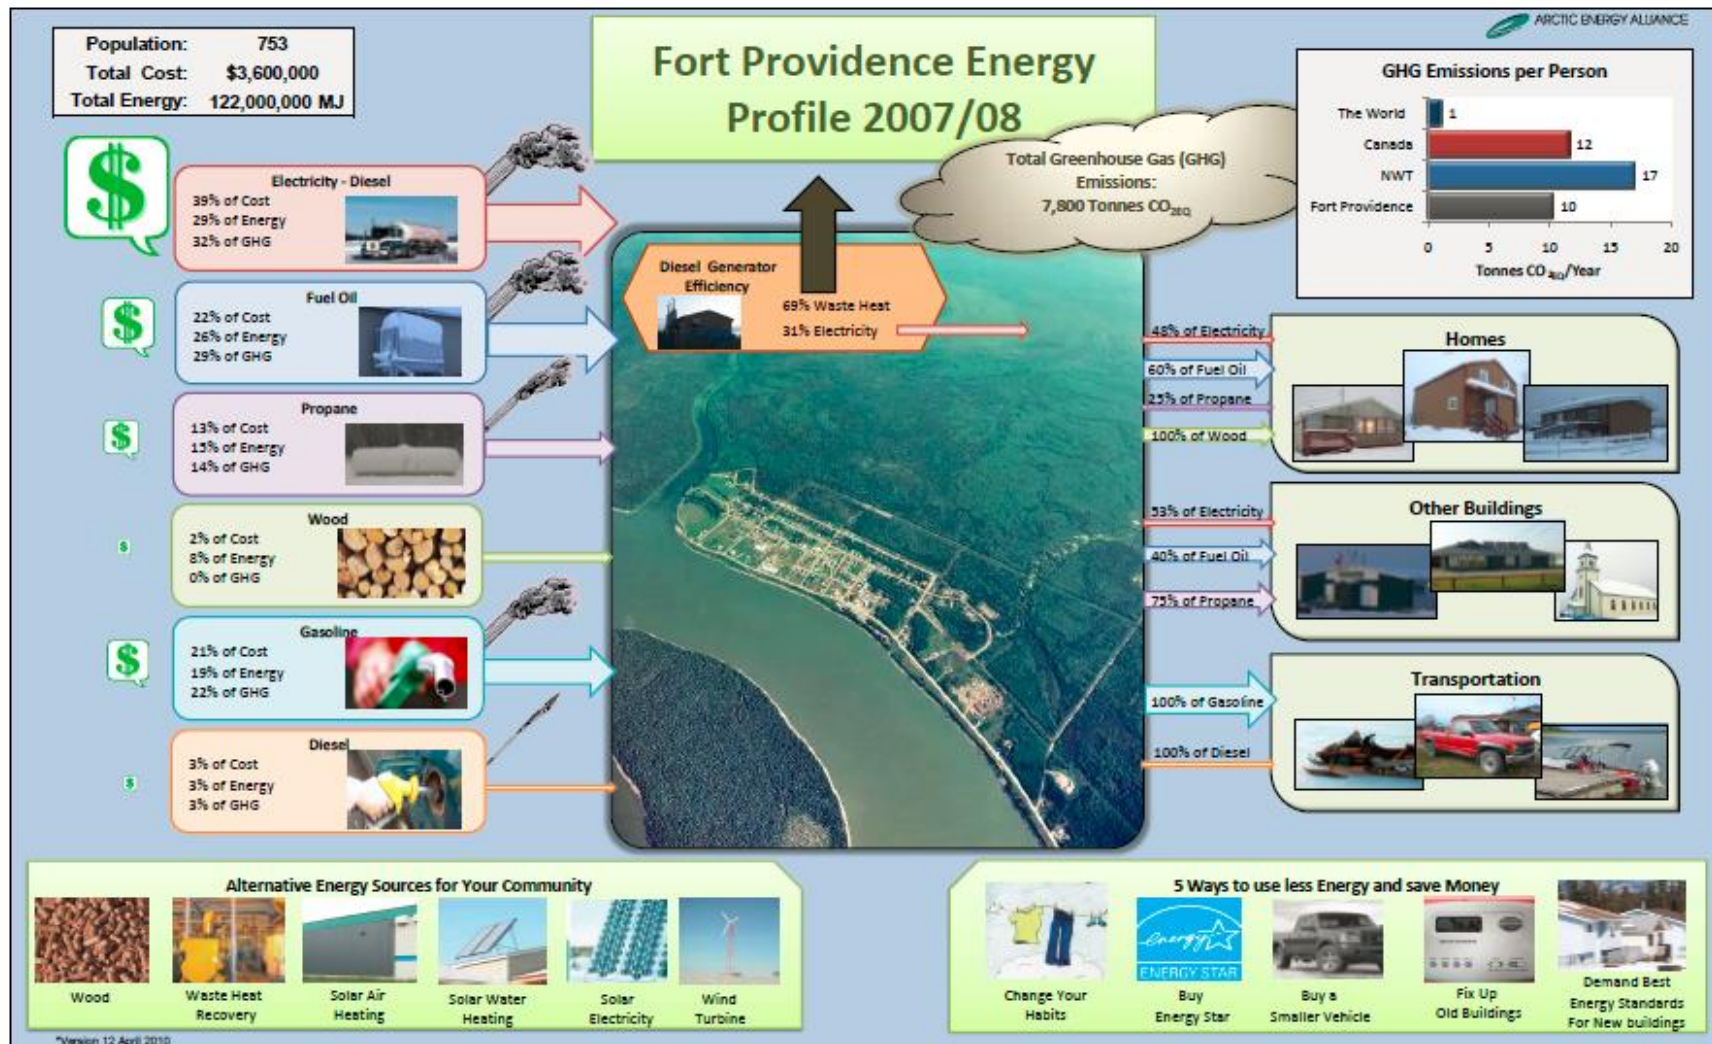 ARCTIC ENERGY ALLIANCE
Population: 753
Total Cost: $3,600,000
Total Energy: 122,000,000 MJ
Fort Providence Energy
Profile 2007/08
GHG Emissions per Person
The World 1
Canada 12
NWT 17
Fort Providence 10
0 5 10 15 20
Tonnes CO2EQ/Year
Total Greenhouse Gas (GHG)
Emissions:
7,800 Tonnes CO2EQ
$
Electricity - Diesel
39% of Cost
29% of Energy
32% of GHG
$
Fuel Oil
22% of Cost
26% of Energy
29% of GHG
$
Propane
13% of Cost
15% of Energy
14% of GHG
$
Wood
2% of Cost
8% of Energy
0% of GHG
$
Gasoline
21% of Cost
19% of Energy
22% of GHG
$
Diesel
3% of Cost
3% of Energy
3% of GHG
Diesel Generator
Efficiency
69% Waste Heat
31% Electricity
48% of Electricity
60% of Fuel Oil
25% of Propane
100% of Wood
Homes
53% of Electricity
40% of Fuel Oil
75% of Propane
Other Buildings
100% of Gasoline
100% of Diesel
Transportation
Alternative Energy Sources for Your Community
Wood
Waste Heat
Recovery
Solar Air
Heating
Solar Water
Heating
Solar
Electricity
Wind
Turbine
5 Ways to use less Energy and save Money
Change Your
Habits
energy
ENERGY STAR
Buy
Energy Star
Buy a
Smaller Vehicle
Fix Up
Old Buildings
Demand Best
Energy Standards
For New buildings
*Version 12 April 2010